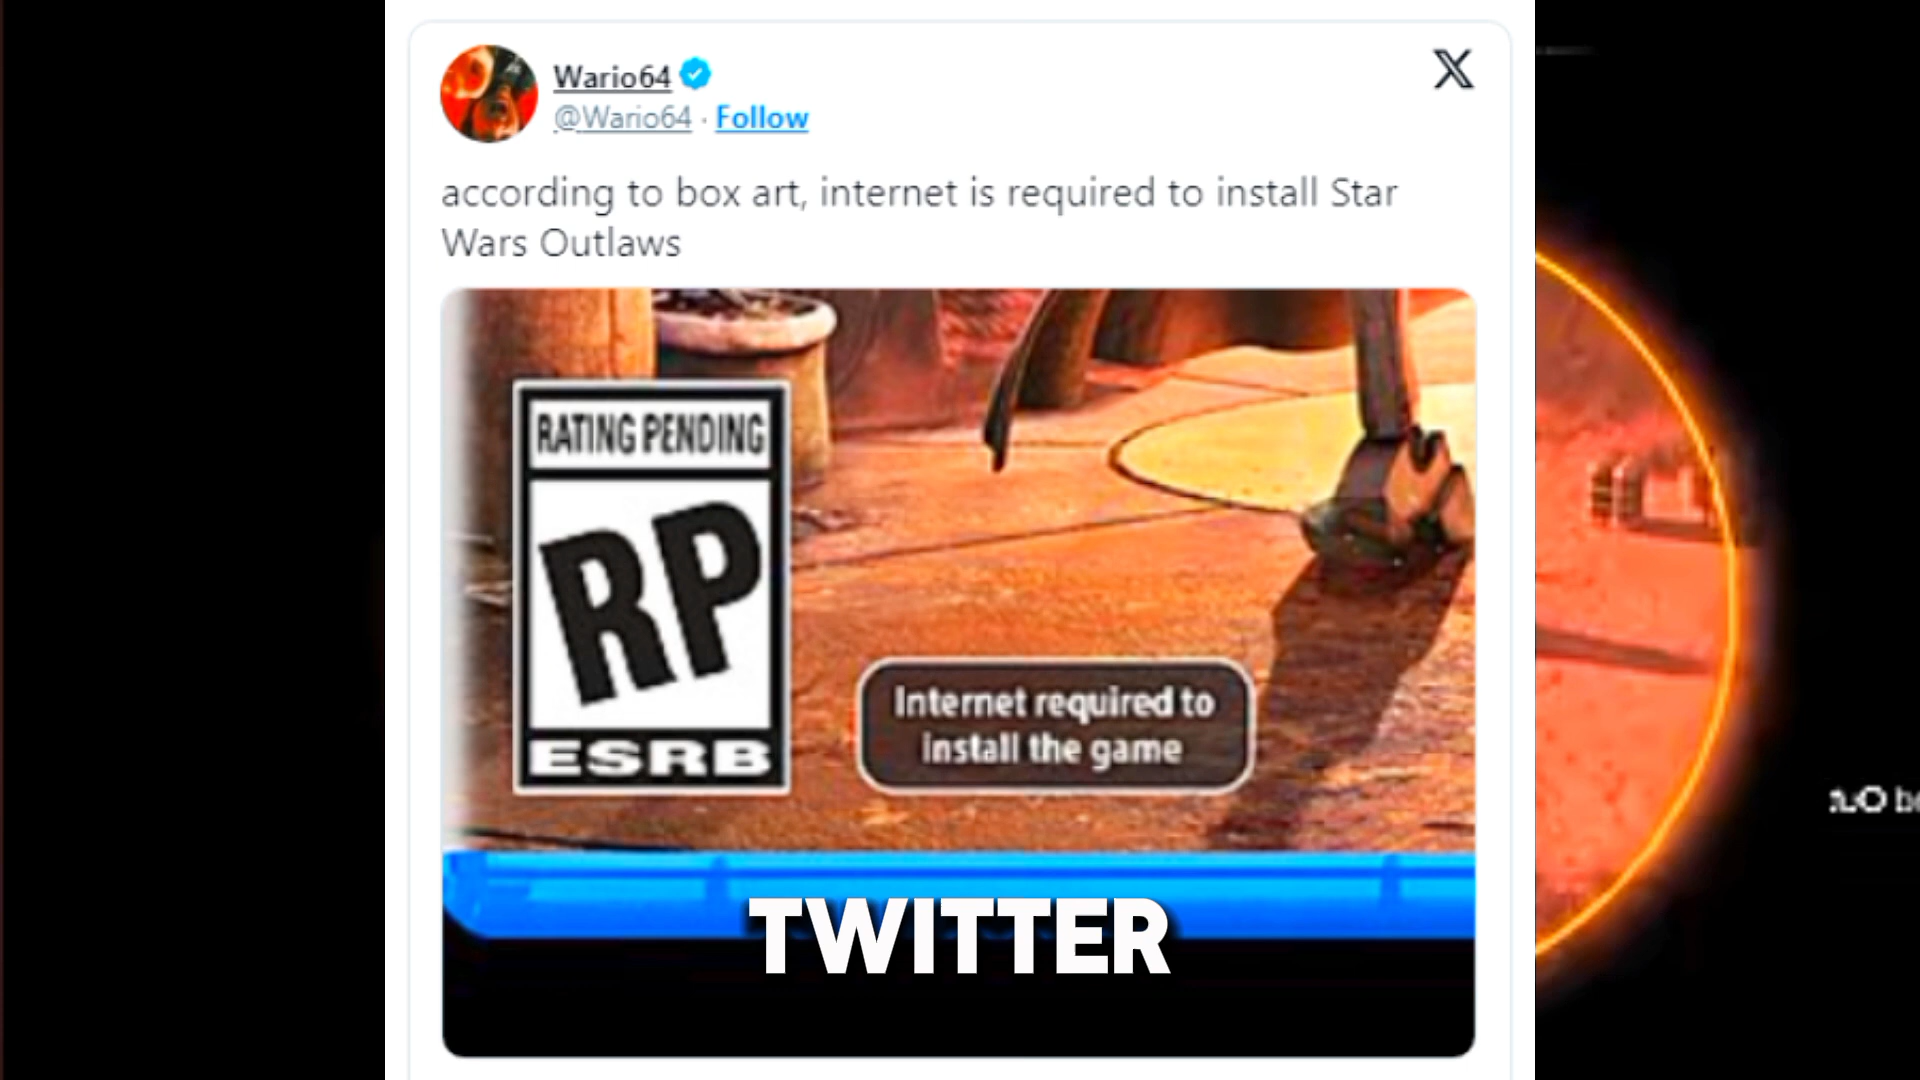 Wario64
@Wario64 · Follow
according to box art, internet is required to install Star
Wars Outlaws
RATING PENDING
RP
ESRB
Internet required to
install the game
TWITTER